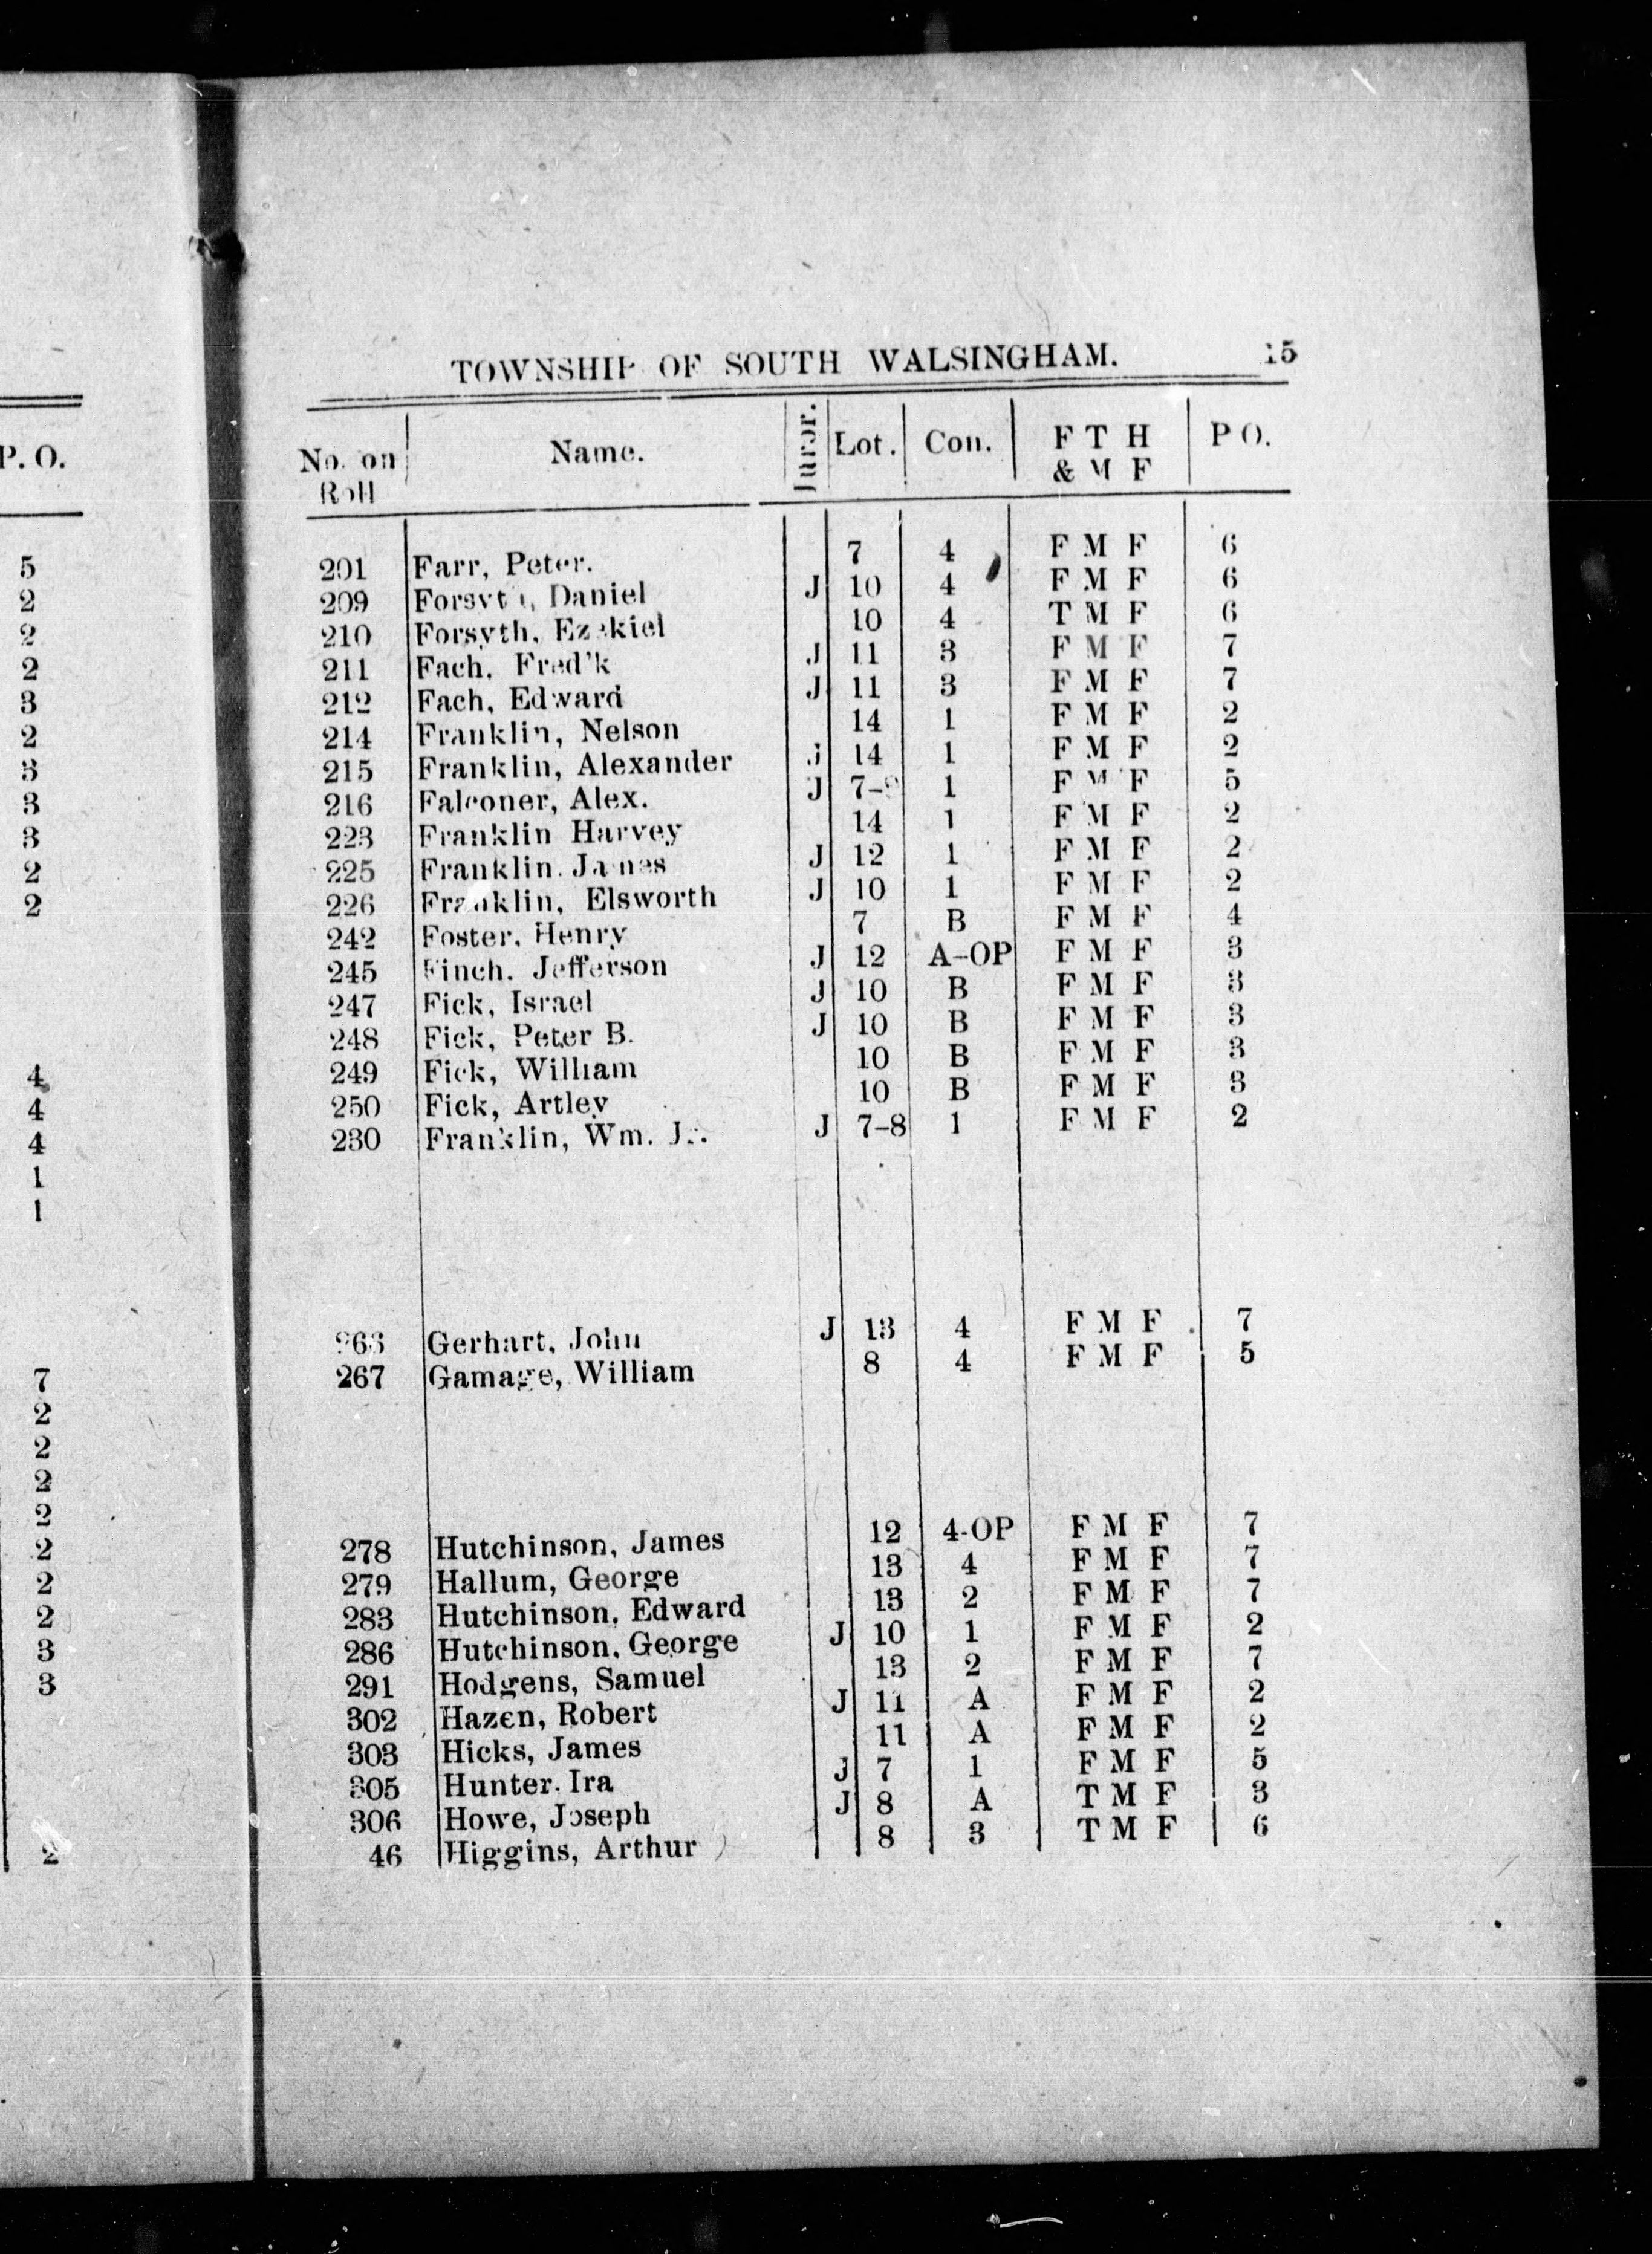 P. O.
5
2
2
2
3
2
3
3
3
2
2
4
4
4
1
1
7
2
2
2
2
2
2
2
3
3
2
TOWNSHIP OF SOUTH WALSINGHAM. 15
No. on Roll Name. Juror. Lot. Con. F T H & M F P O.
201 Farr, Peter. 7 4 F M F 6
209 Forsyth, Daniel J 10 4 F M F 6
210 Forsyth, Ezekiel 10 4 T M F 6
211 Fach, Fred'k J 11 3 F M F 7
212 Fach, Edward J 11 3 F M F 7
214 Franklin, Nelson 14 1 F M F 2
215 Franklin, Alexander J 14 1 F M F 2
216 Falconer, Alex. J 1 F M F 5
223 Franklin Harvey 14 1 F M F 2
225 Franklin. James J 12 1 F M F 2
226 Franklin, Elsworth J 10 1 F M F 2
242 Foster, Henry 7 B F M F 4
245 Finch. Jefferson J 12 A-OP F M F 3
247 Fick, Israel J 10 B F M F 3
248 Fick, Peter B. J 10 B F M F 3
249 Fick, William 10 B F M F 3
250 Fick, Artley 10 B F M F 3
230 Franklin, Wm. Jr. J 7-8 1 F M F 2
Gerhart, John J 13 4 F M F 7
267 Gamage, William 8 4 F M F 5
278 Hutchinson, James 12 4-OP F M F 7
279 Hallum, George 13 4 F M F 7
283 Hutchinson, Edward 13 2 F M F 7
286 Hutchinson, George J 10 1 F M F 2
291 Hodgens, Samuel 13 2 F M F 7
302 Hazen, Robert J 11 A F M F 2
303 Hicks, James 11 A F M F 2
305 Hunter. Ira J 7 1 F M F 5
306 Howe, Joseph J 8 A T M F 3
46 Higgins, Arthur 8 3 T M F 6